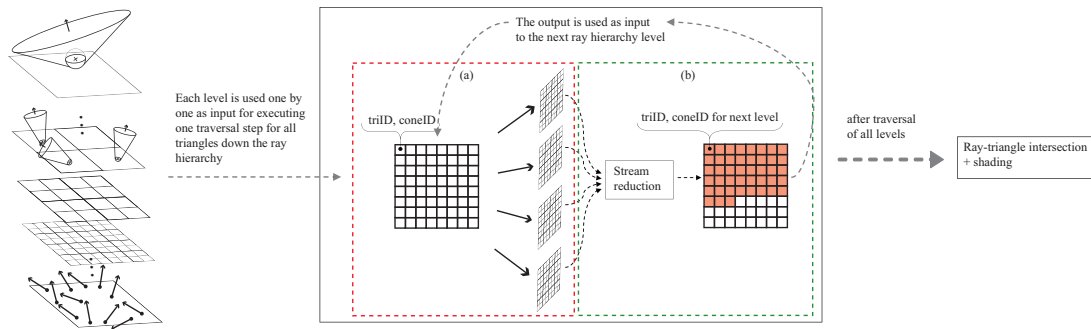 The output is used as input
to the next ray hierarchy level
(a)
(b)
Each level is used one by
one as input for executing
one traversal step for all
triangles down the ray
hierarchy
triID, coneID
triID, coneID for next level
Stream
reduction
after traversal
of all levels
Ray-triangle intersection
+ shading